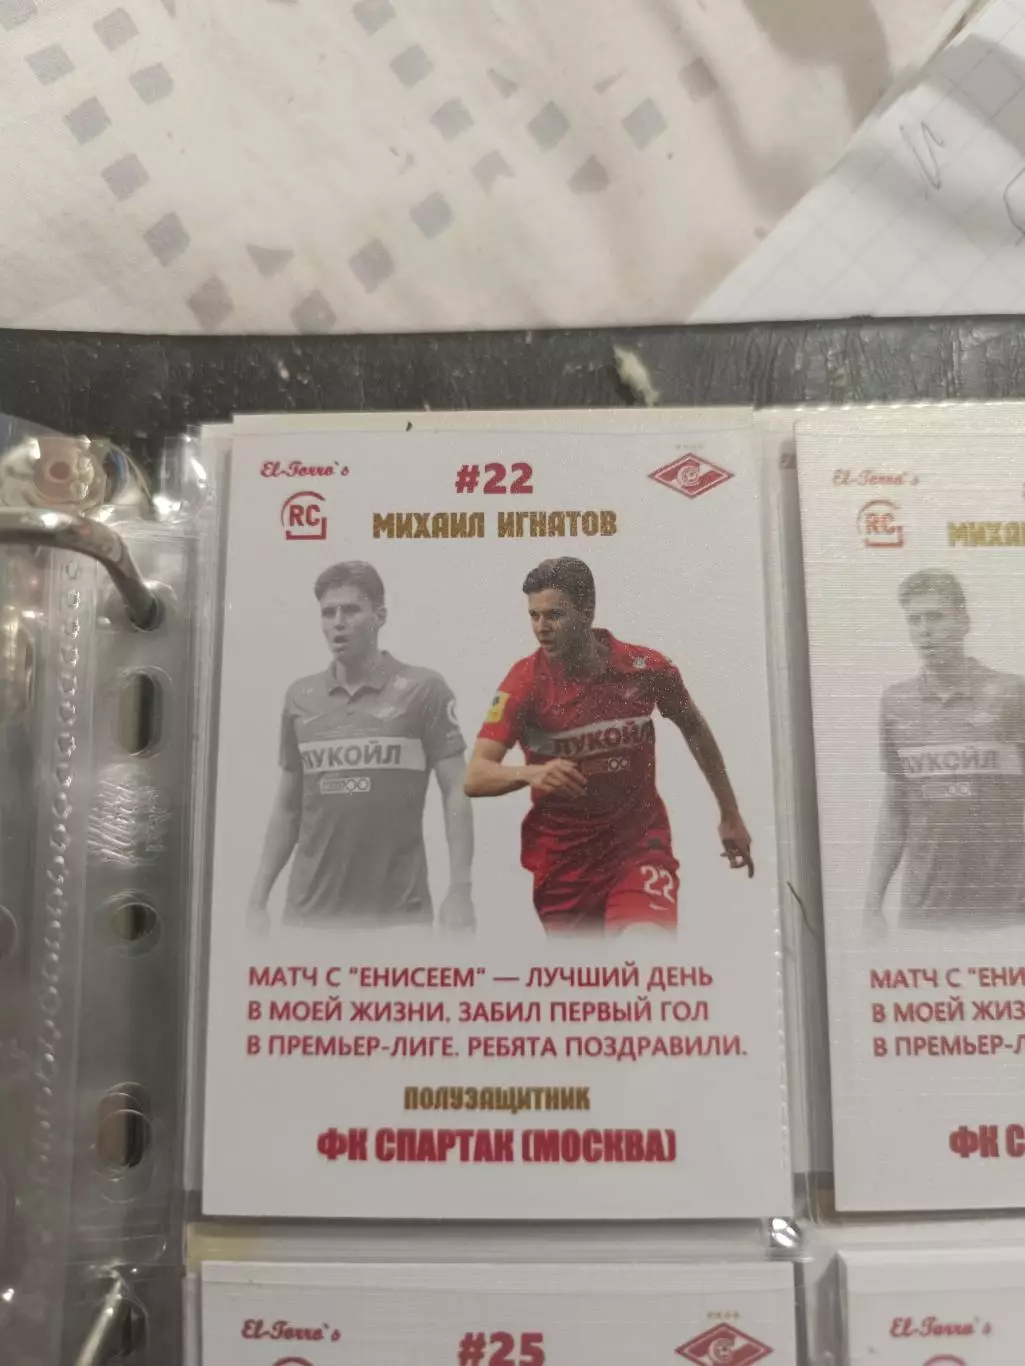 El-Torro`s
#22
RC
МИХАИЛ ИГНАТОВ
ЛУКОЙЛ
ЛУКОЙЛ
22
МАТЧ С "ЕНИСЕЕМ" — ЛУЧШИЙ ДЕНЬ
В МОЕЙ ЖИЗНИ. ЗАБИЛ ПЕРВЫЙ ГОЛ
В ПРЕМЬЕР-ЛИГЕ. РЕБЯТА ПОЗДРАВИЛИ.
ПОЛУЗАЩИТНИК
ФК СПАРТАК (МОСКВА)
El-Torro`s
RC
МИХАИ
ЛУКОЙЛ
МАТЧ С "ЕНИ
В МОЕЙ ЖИЗ
В ПРЕМЬЕР-Л
ФК С
El-Torro`s
#25
El-Torro`s